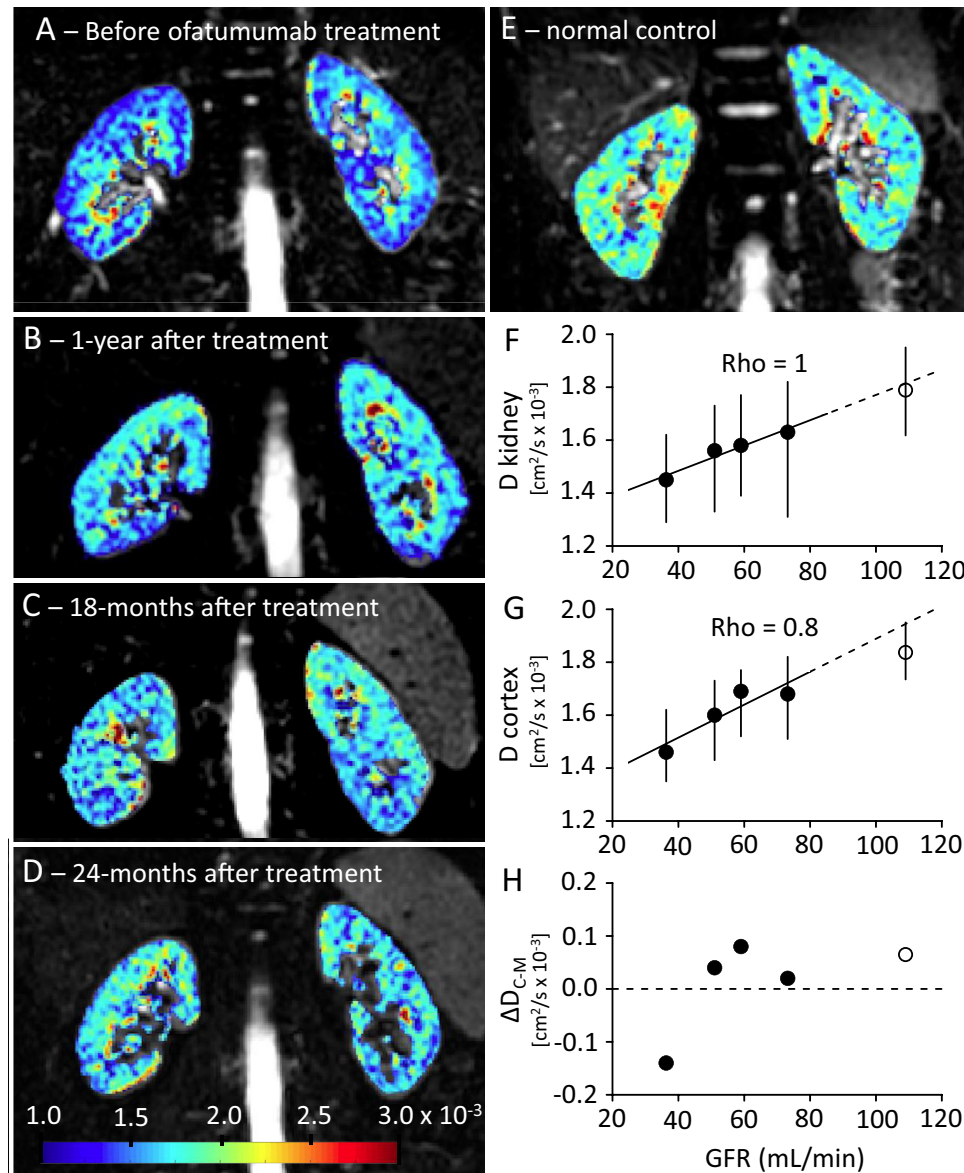 A – Before ofatumumab treatment
B – 1-year after treatment
C – 18-months after treatment
D – 24-months after treatment
1.0 1.5 2.0 2.5 3.0 x 10⁻³
E – normal control
F
Rho = 1
D kidney
[cm²/s x 10⁻³]
2.0
1.8
1.6
1.4
1.2
20 40 60 80 100 120
G
Rho = 0.8
D cortex
[cm²/s x 10⁻³]
2.0
1.8
1.6
1.4
1.2
20 40 60 80 100 120
H
ΔD_C-M
[cm²/s x 10⁻³]
0.2
0.1
0.0
-0.1
-0.2
20 40 60 80 100 120
GFR (mL/min)